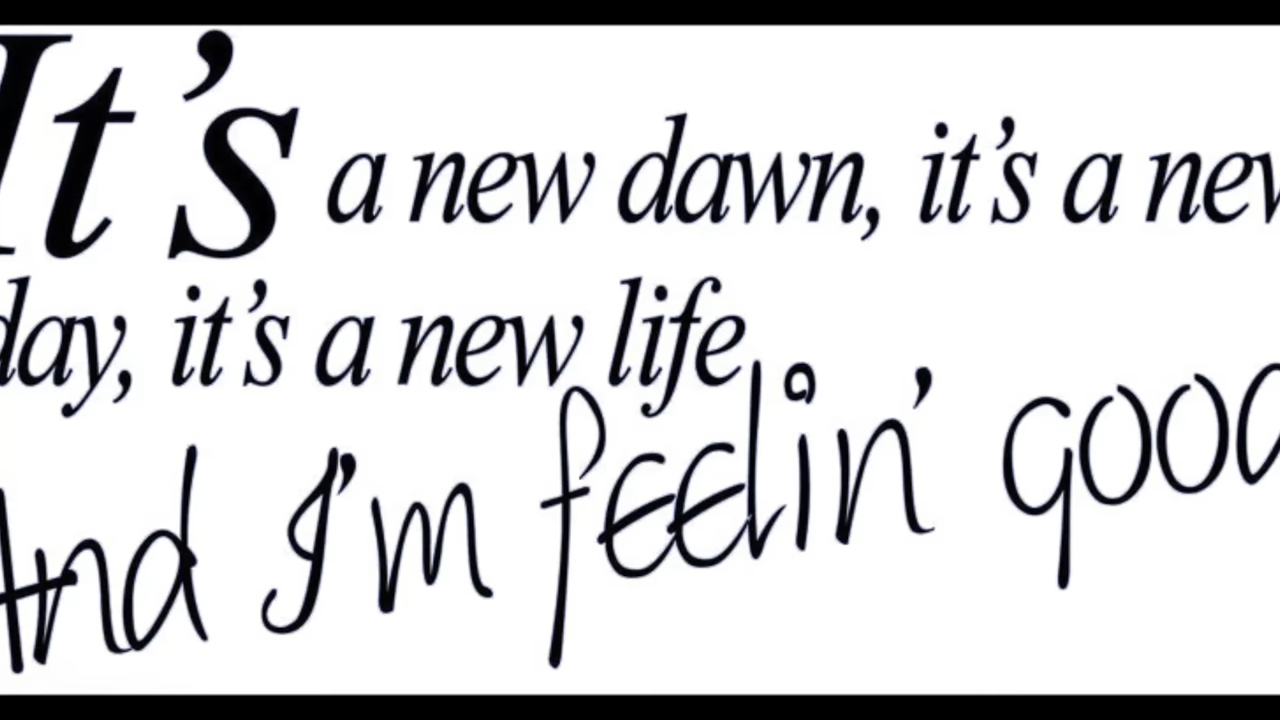 It's a new dawn, it's a new
day, it's a new life
And I'm feelin' good